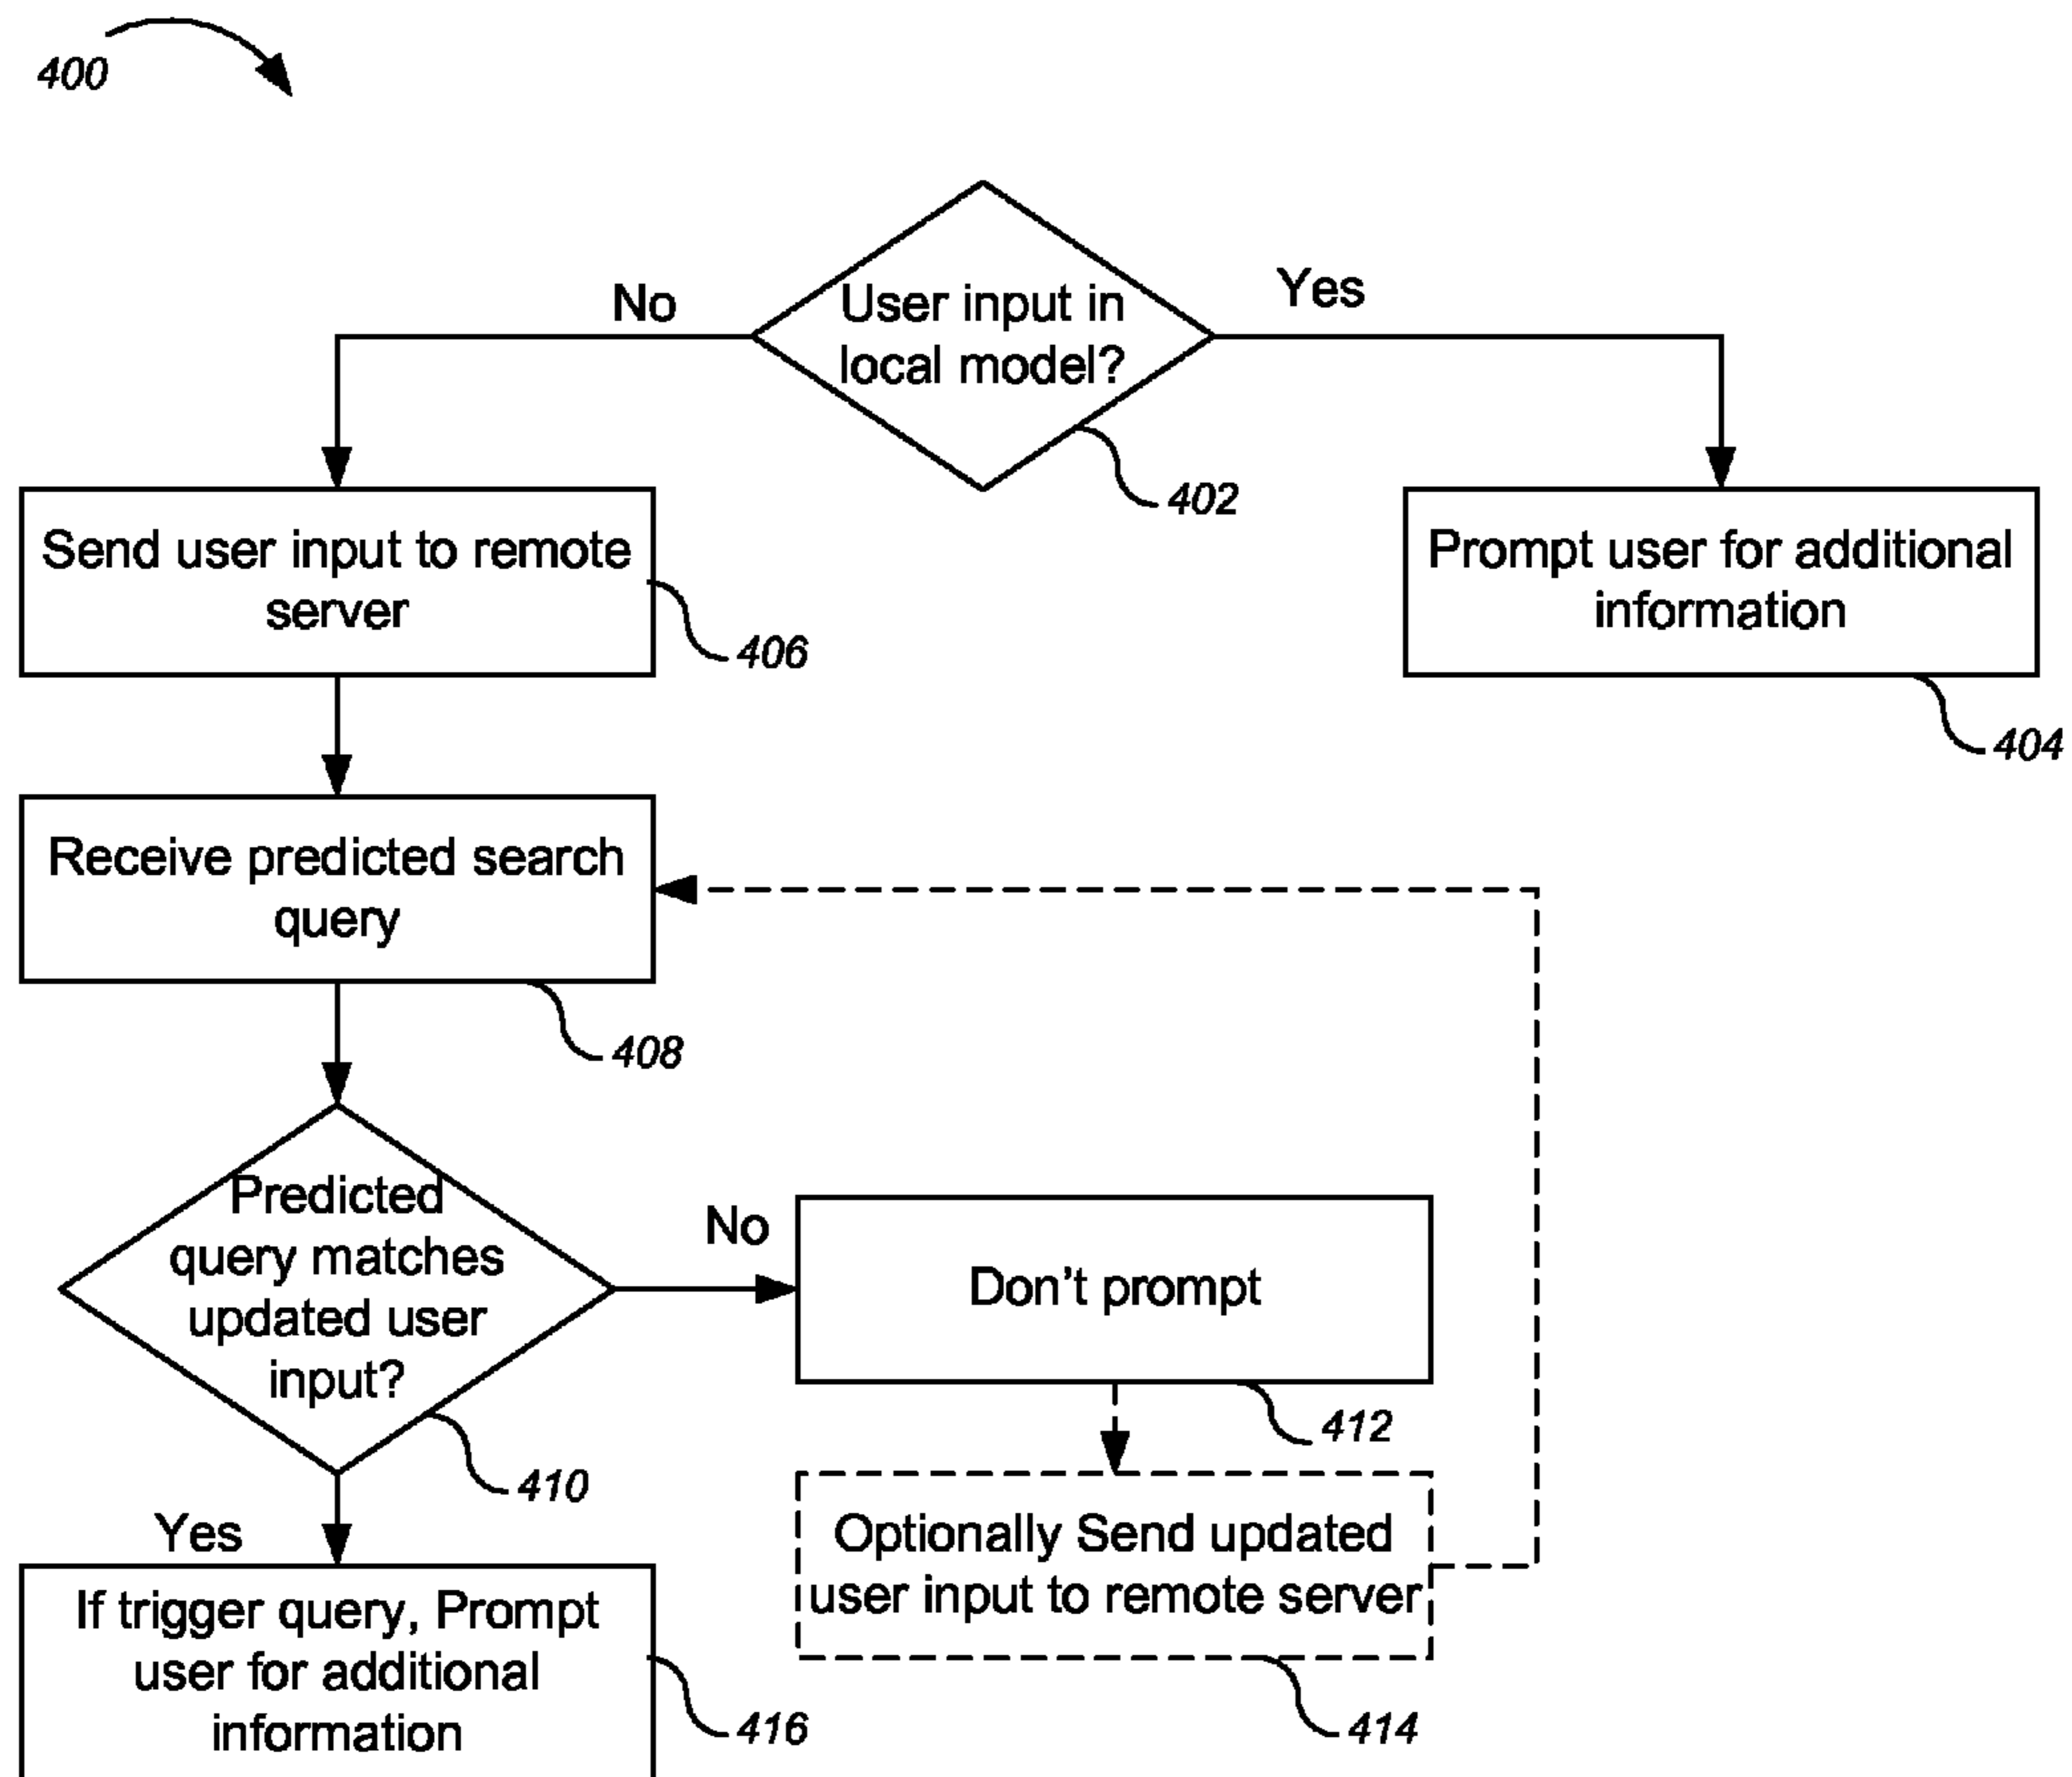 400
No
User input in
local model?
Yes
402
Send user input to remote
server
406
Prompt user for additional
information
404
Receive predicted search
query
408
Predicted
query matches
updated user
input?
410
No
Don't prompt
412
Yes
If trigger query, Prompt
user for additional
information
416
Optionally Send updated
user input to remote server
414